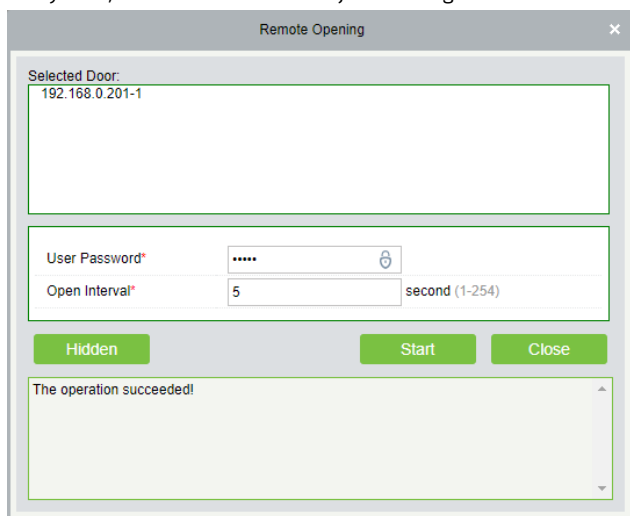 Remote Opening ×
Selected Door:
192.168.0.201-1
User Password* •••••
Open Interval* 5 second (1-254)
Hidden Start Close
The operation succeeded!